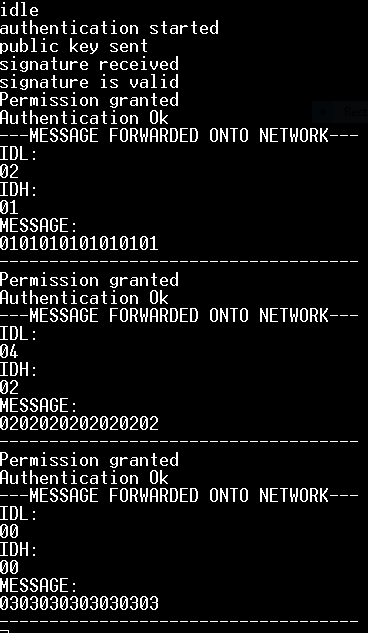 idle
authentication started
public key sent
signature received
signature is valid
Permission granted
Authentication Ok
---MESSAGE FORWARDED ONTO NETWORK---
IDL:
02
IDH:
01
MESSAGE:
0101010101010101
------------------------------------
Permission granted
Authentication Ok
---MESSAGE FORWARDED ONTO NETWORK---
IDL:
04
IDH:
02
MESSAGE:
0202020202020202
------------------------------------
Permission granted
Authentication Ok
---MESSAGE FORWARDED ONTO NETWORK---
IDL:
00
IDH:
00
MESSAGE:
0303030303030303
------------------------------------